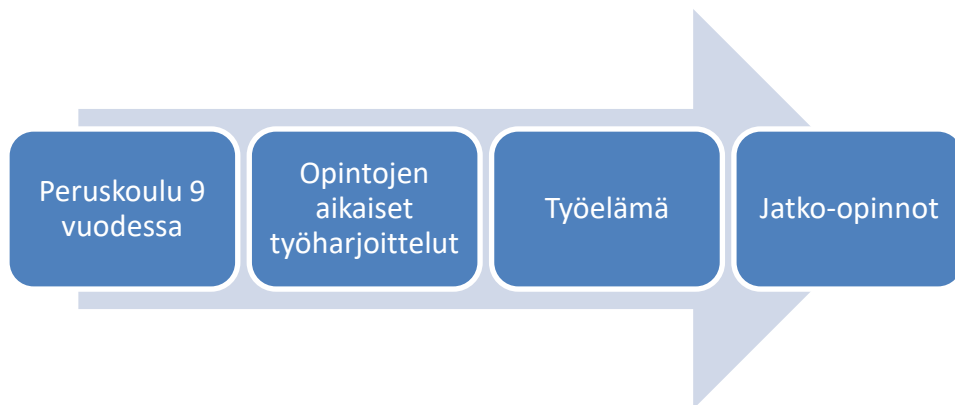 Peruskoulu 9
vuodessa
Opintojen
aikaiset
työharjoittelut
Työelämä
Jatko-opinnot